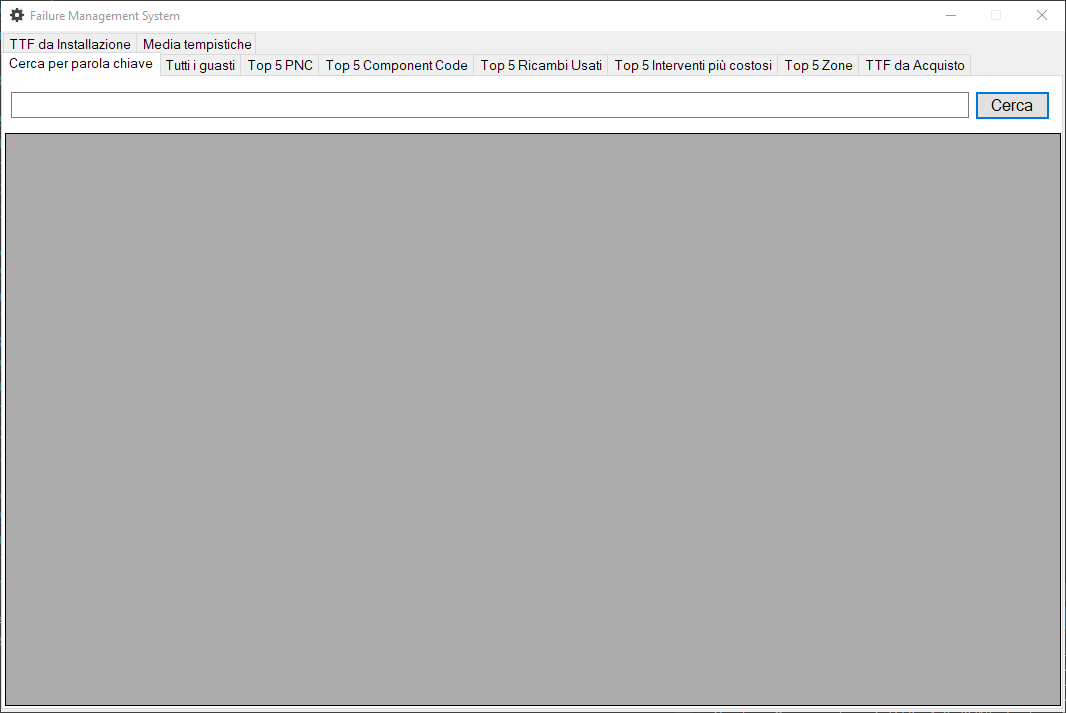 Failure Management System
TTF da Installazione Media tempistiche
Cerca per parola chiave Tutti i guasti Top 5 PNC Top 5 Component Code Top 5 Ricambi Usati Top 5 Interventi più costosi Top 5 Zone TTF da Acquisto
Cerca